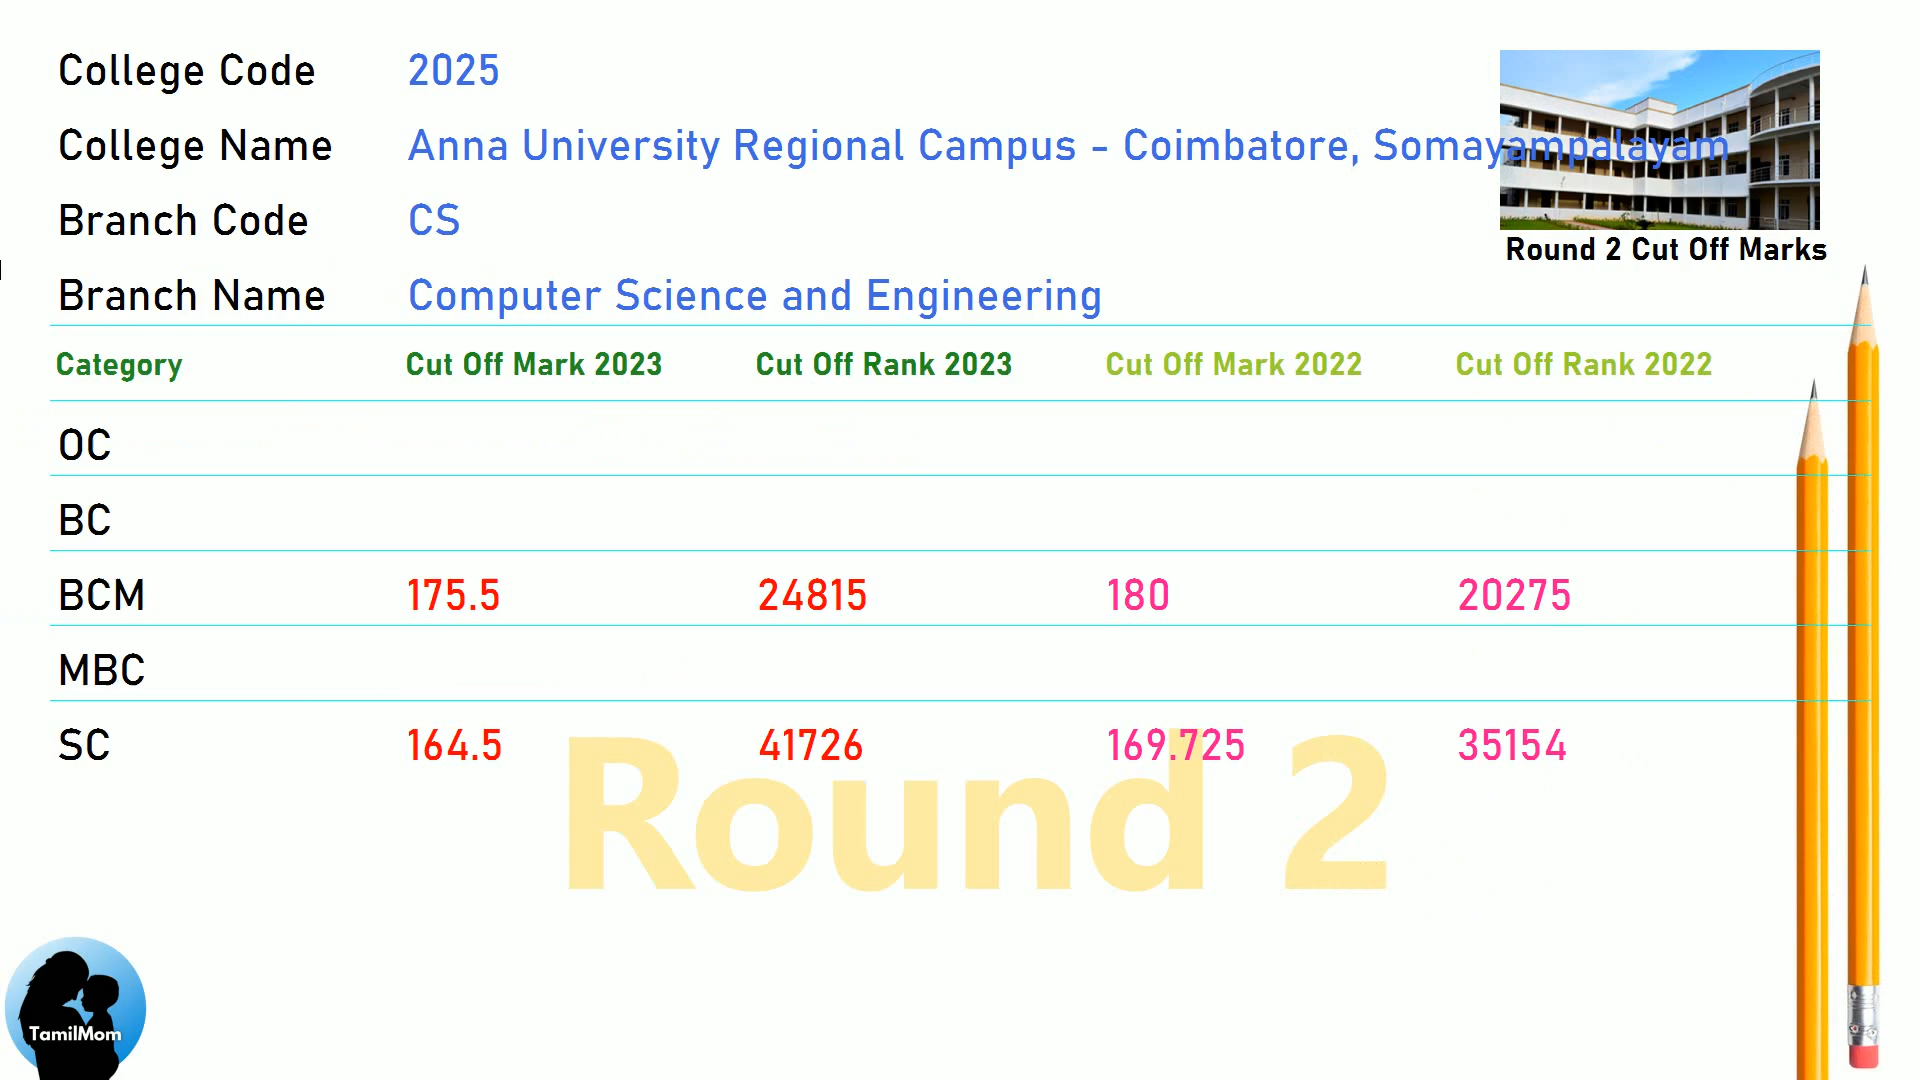 College Code 2025
College Name Anna University Regional Campus - Coimbatore, Somayampalayam
Branch Code CS
Round 2 Cut Off Marks
Branch Name Computer Science and Engineering
Category Cut Off Mark 2023 Cut Off Rank 2023 Cut Off Mark 2022 Cut Off Rank 2022
OC
BC
BCM 175.5 24815 180 20275
MBC
SC 164.5 41726 169.725 35154
Round 2
TamilMom